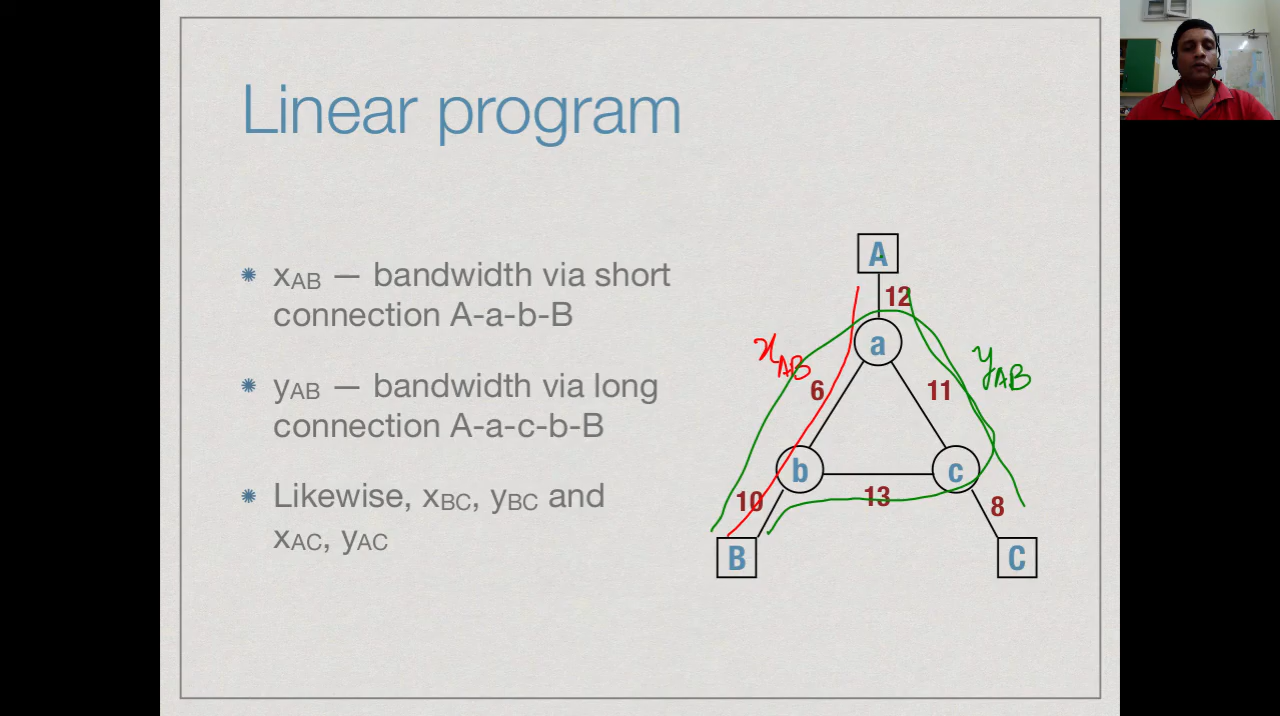 Linear program
xAB — bandwidth via short
connection A-a-b-B
yAB — bandwidth via long
connection A-a-c-b-B
Likewise, xBC, yBC and
xAC, yAC
A
12
a
xAB
yAB
6
11
b
c
10
13
8
B
C